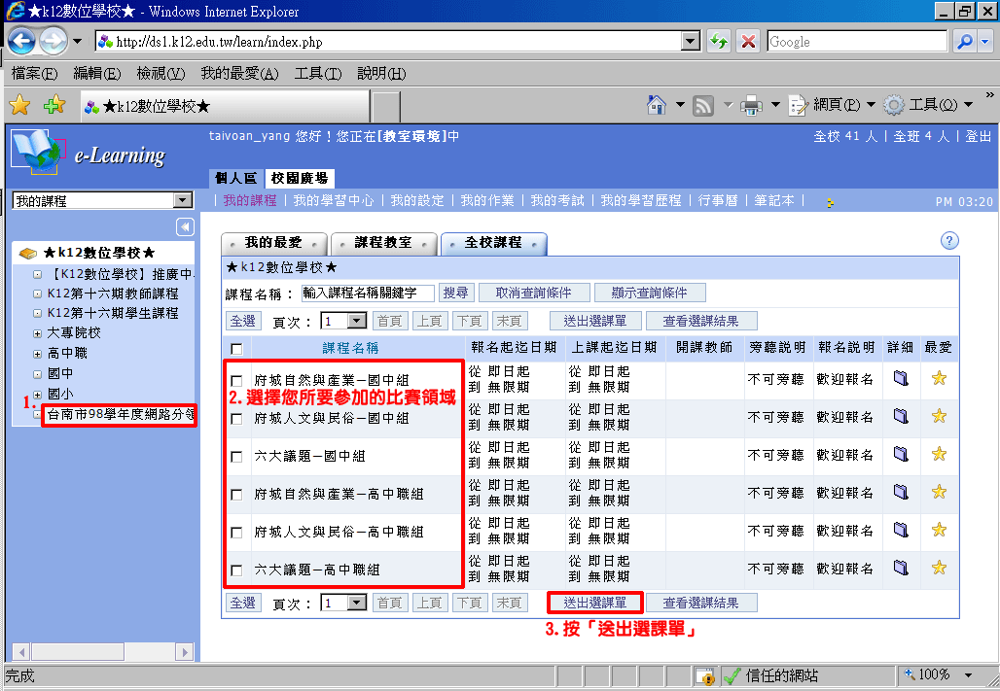 ★k12數位學校★ - Windows Internet Explorer
http://ds1.k12.edu.tw/learn/index.php
Google
檔案(F) 編輯(E) 檢視(V) 我的最愛(A) 工具(T) 說明(H)
★k12數位學校★
網頁(P) 工具(O) »
e-Learning
taivoan_yang 您好！您正在[教室環境]中
全校 41 人 | 全班 4 人 | 登出
個人區 校園廣場
我的課程
| 我的課程 | 我的學習中心 | 我的設定 | 我的作業 | 我的考試 | 我的學習歷程 | 行事曆 | 筆記本 |
PM 03:20
★k12數位學校★
【K12數位學校】推廣中
K12第十六期教師課程
K12第十六期學生課程
大專院校
高中職
國中
國小
1.
台南市98學年度網路分領
我的最愛 課程教室 全校課程
?
★k12數位學校★
課程名稱： 輸入課程名稱關鍵字 搜尋 取消查詢條件 顯示查詢條件
全選 頁次： 1 首頁 上頁 下頁 末頁 送出選課單 查看選課結果
課程名稱 報名起迄日期 上課起迄日期 開課教師 旁聽說明 報名說明 詳細 最愛
府城自然與產業—國中組 從 即日起 到 無限期 從 即日起 到 無限期 不可旁聽 歡迎報名
2. 選擇您所要參加的比賽領域
府城人文與民俗—國中組 從 即日起 到 無限期 從 即日起 到 無限期 不可旁聽 歡迎報名
六大議題—國中組 從 即日起 到 無限期 從 即日起 到 無限期 不可旁聽 歡迎報名
府城自然與產業—高中職組 從 即日起 到 無限期 從 即日起 到 無限期 不可旁聽 歡迎報名
府城人文與民俗—高中職組 從 即日起 到 無限期 從 即日起 到 無限期 不可旁聽 歡迎報名
六大議題—高中職組 從 即日起 到 無限期 從 即日起 到 無限期 不可旁聽 歡迎報名
全選 頁次： 1 首頁 上頁 下頁 末頁 送出選課單 查看選課結果
3. 按「送出選課單」
完成
信任的網站
100%